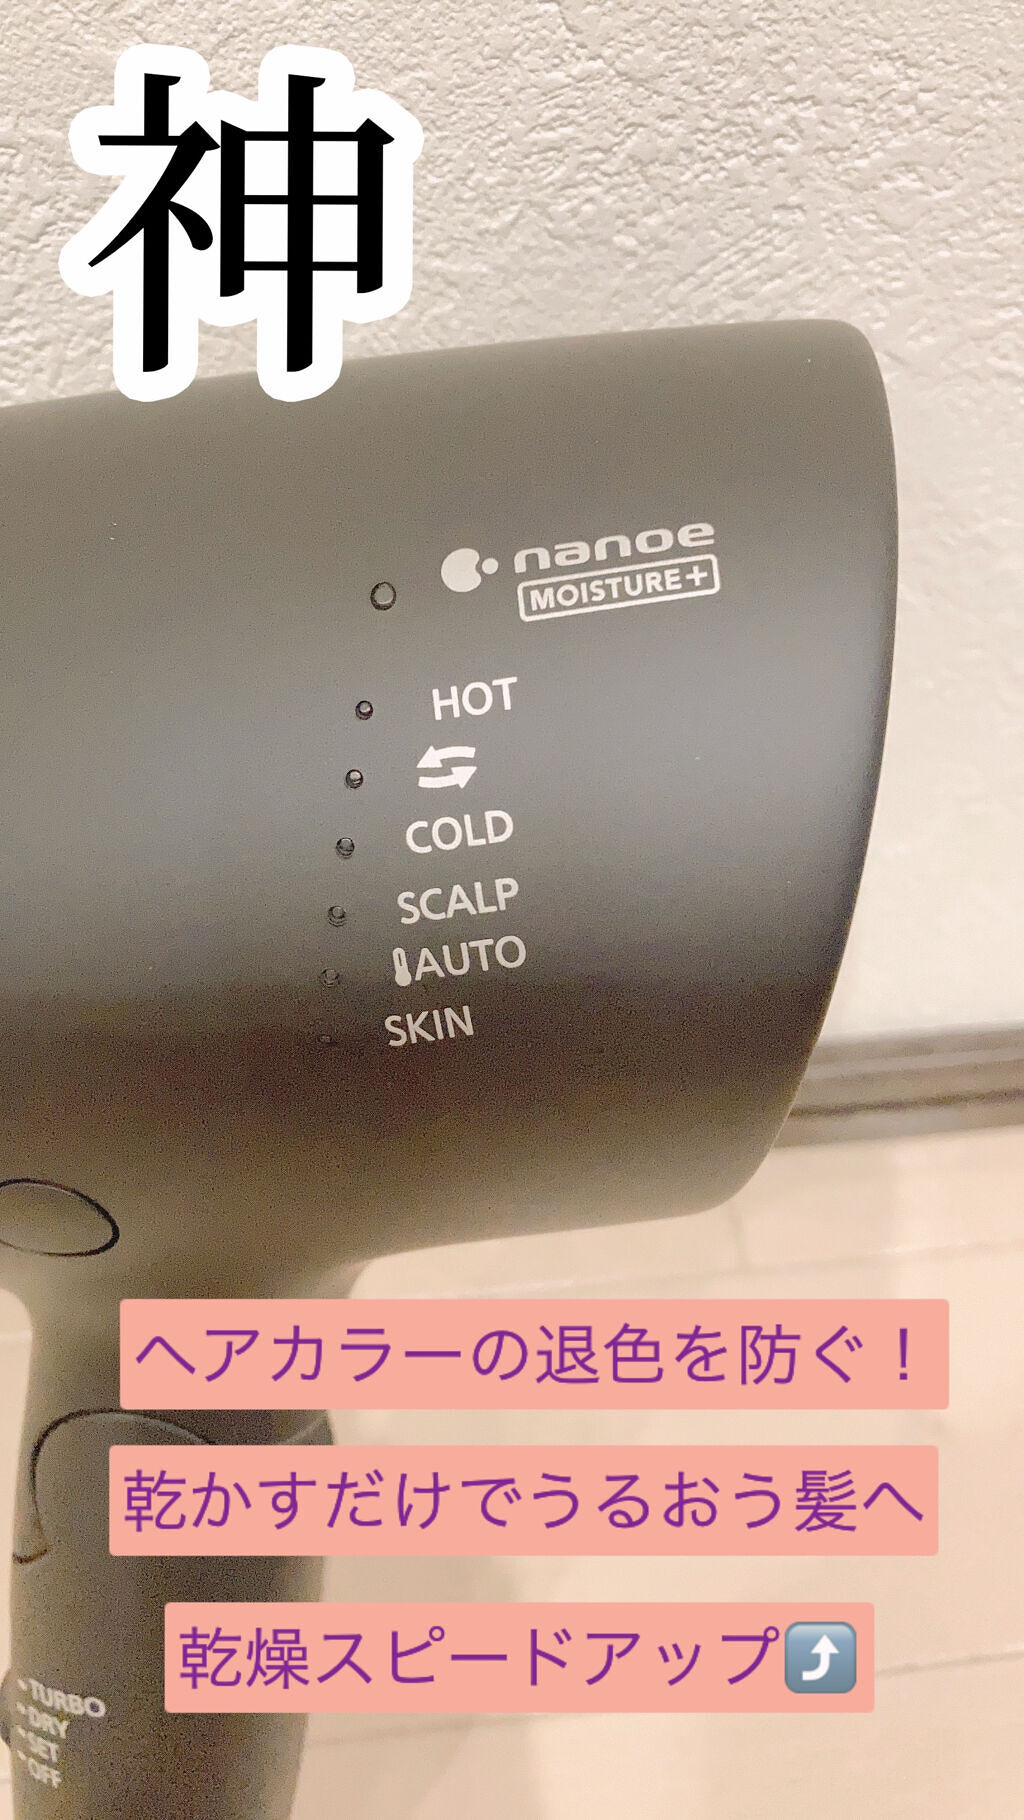 神
nanoe
MOISTURE+
HOT
COLD
SCALP
AUTO
SKIN
ヘアカラーの退色を防ぐ！
乾かすだけでうるおう髪へ
乾燥スピードアップ⤴️
TURBO
DRY
SET
OFF